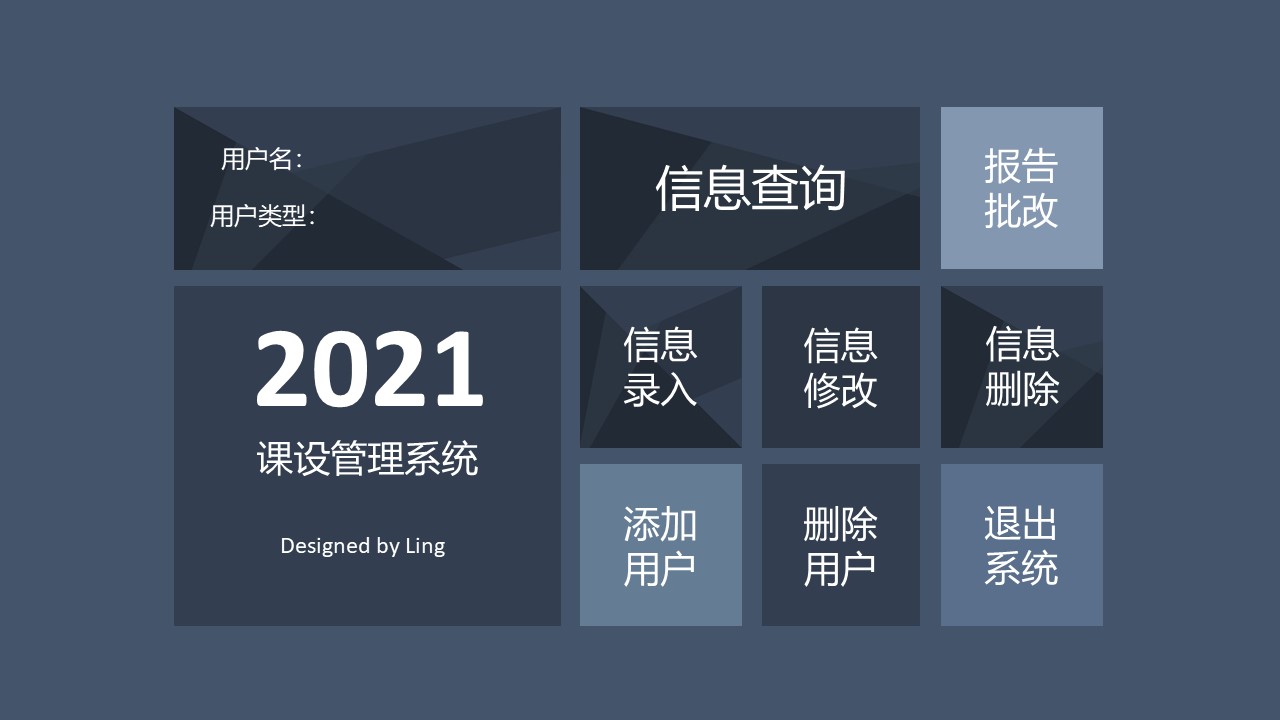 用户名：
用户类型：
信息查询
报告
批改
2021
课设管理系统
Designed by Ling
信息
录入
信息
修改
信息
删除
添加
用户
删除
用户
退出
系统